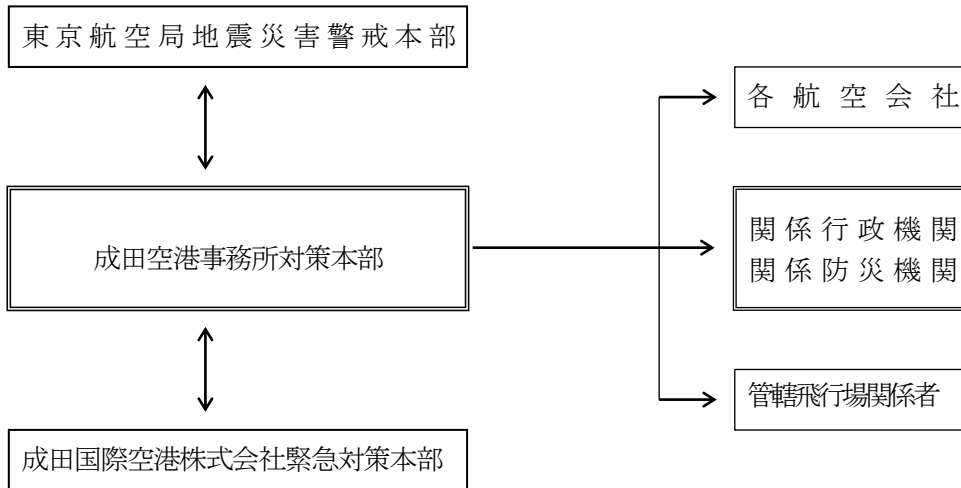 東京航空局地震災害警戒本部
各航空会社
成田空港事務所対策本部
関係行政機関
関係防災機関
管轄飛行場関係者
成田国際空港株式会社緊急対策本部